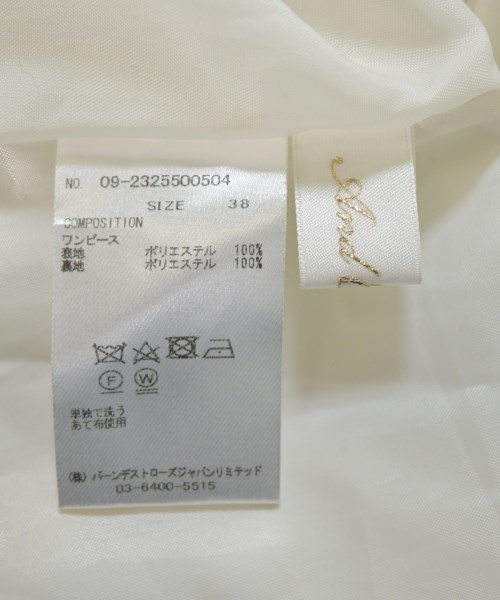 NO. 09-2325500504
SIZE 38
COMPOSITION
ワンピース
表地 ポリエステル 100%
裏地 ポリエステル 100%
F W
単独で洗う
あて布使用
(株) バーンデストローズジャパンリミテッド
03-6400-5515
And